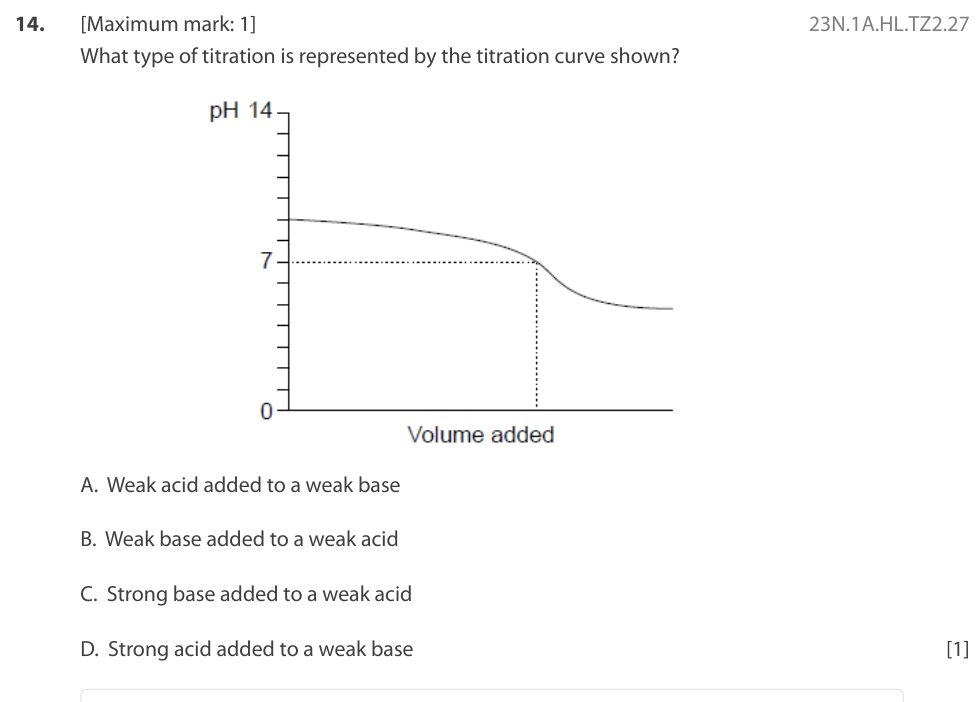 14. [Maximum mark: 1] 23N.1A.HL.TZ2.27
What type of titration is represented by the titration curve shown?
pH 14
7
0
Volume added
A. Weak acid added to a weak base
B. Weak base added to a weak acid
C. Strong base added to a weak acid
D. Strong acid added to a weak base [1]